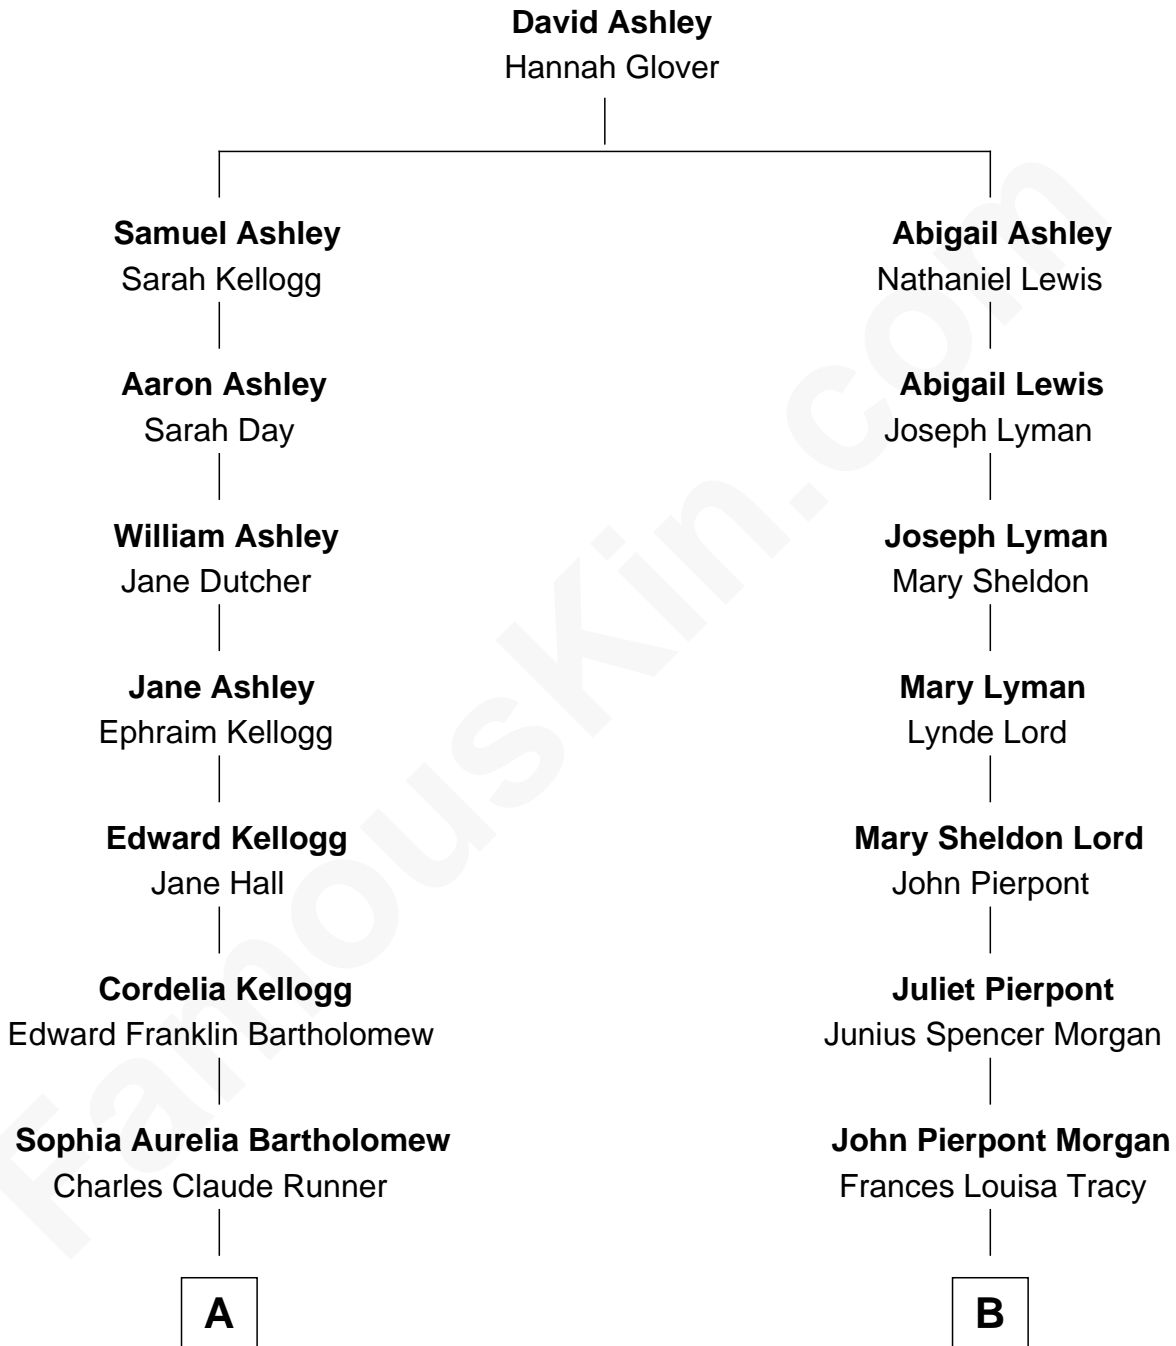 David Ashley
Hannah Glover
Samuel Ashley
Sarah Kellogg
Abigail Ashley
Nathaniel Lewis
Aaron Ashley
Sarah Day
Abigail Lewis
Joseph Lyman
William Ashley
Jane Dutcher
Joseph Lyman
Mary Sheldon
Jane Ashley
Ephraim Kellogg
Mary Lyman
Lynde Lord
Edward Kellogg
Jane Hall
Mary Sheldon Lord
John Pierpont
Cordelia Kellogg
Edward Franklin Bartholomew
Juliet Pierpont
Junius Spencer Morgan
Sophia Aurelia Bartholomew
Charles Claude Runner
John Pierpont Morgan
Frances Louisa Tracy
A
B
FamousKin.com